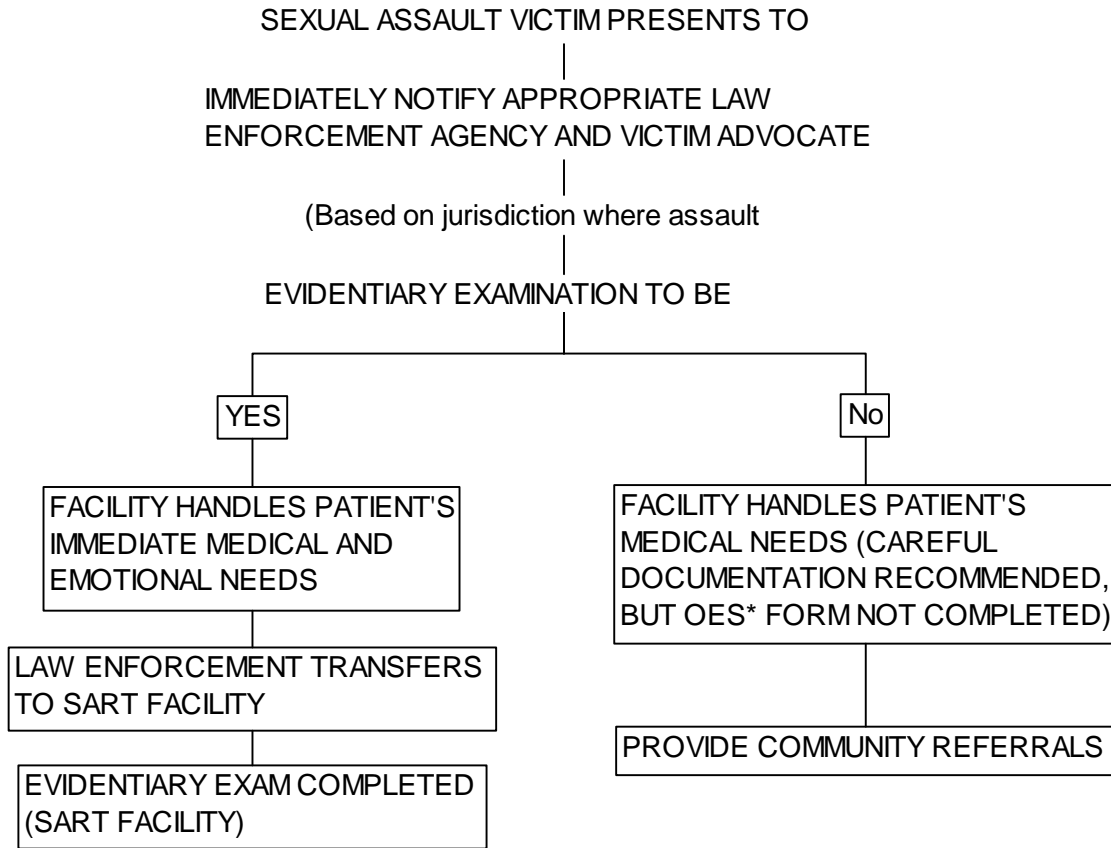 SEXUAL ASSAULT VICTIM PRESENTS TO
IMMEDIATELY NOTIFY APPROPRIATE LAW
ENFORCEMENT AGENCY AND VICTIM ADVOCATE
(Based on jurisdiction where assault
EVIDENTIARY EXAMINATION TO BE
YES
No
FACILITY HANDLES PATIENT'S
IMMEDIATE MEDICAL AND
EMOTIONAL NEEDS
FACILITY HANDLES PATIENT'S
MEDICAL NEEDS (CAREFUL
DOCUMENTATION RECOMMENDED,
BUT OES* FORM NOT COMPLETED)
LAW ENFORCEMENT TRANSFERS
TO SART FACILITY
PROVIDE COMMUNITY REFERRALS
EVIDENTIARY EXAM COMPLETED
(SART FACILITY)